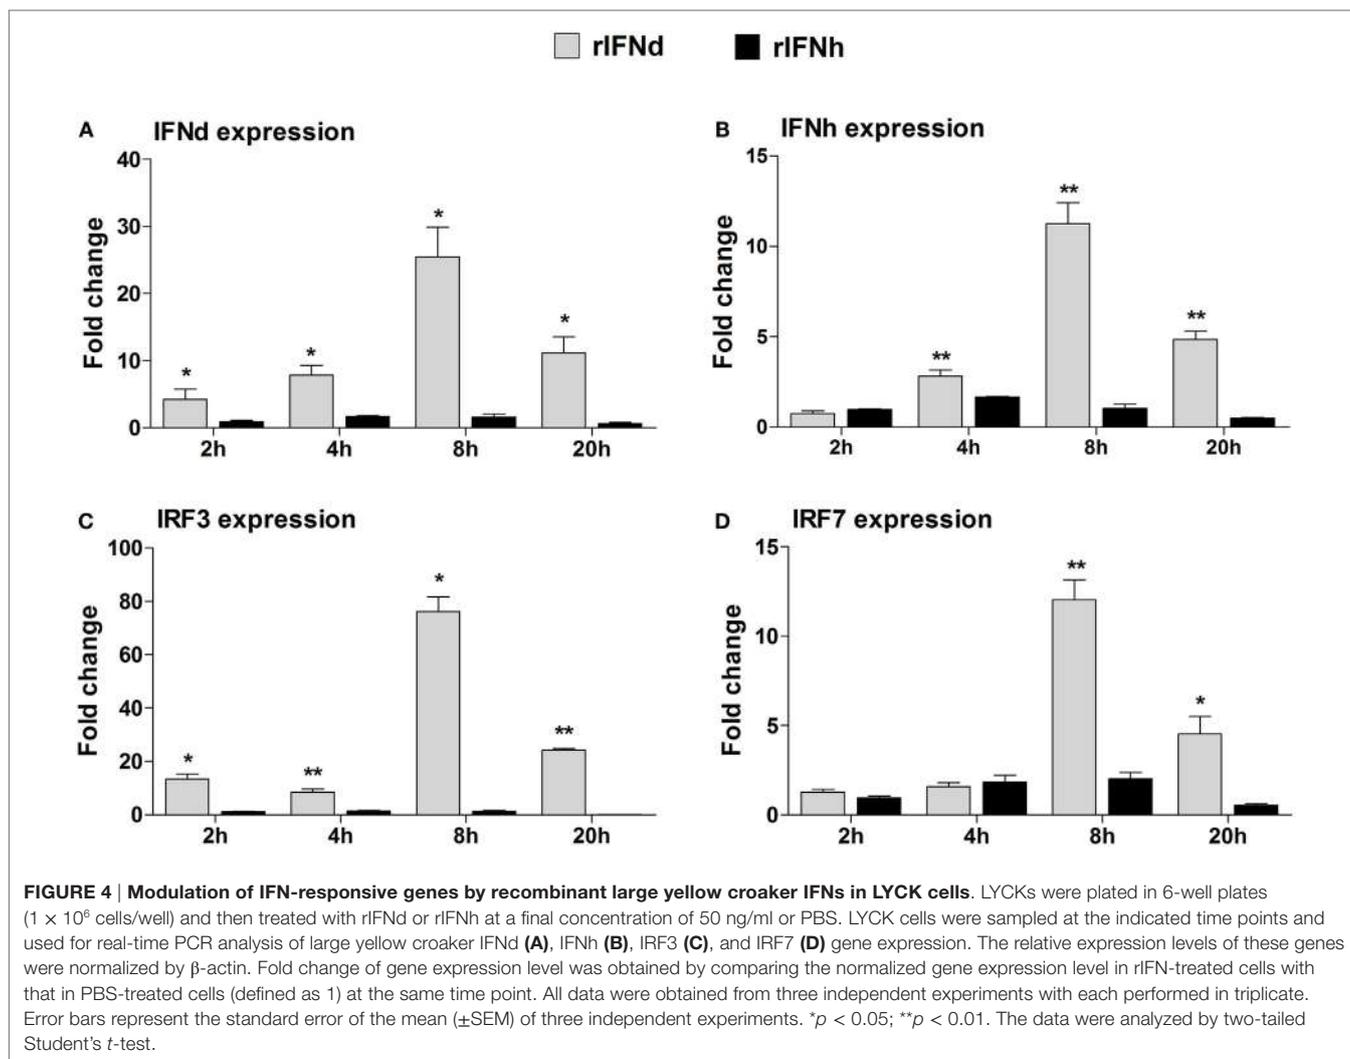 rIFNd rIFNh
A IFNd expression
Fold change
40
30
20
10
0
* * * *
2h 4h 8h 20h
B IFNh expression
Fold change
15
10
5
0
** ** **
2h 4h 8h 20h
C IRF3 expression
Fold change
100
80
60
40
20
0
* ** * **
2h 4h 8h 20h
D IRF7 expression
Fold change
15
10
5
0
** *
2h 4h 8h 20h
FIGURE 4 | Modulation of IFN-responsive genes by recombinant large yellow croaker IFNs in LYCK cells. LYCKs were plated in 6-well plates
(1 × 10⁶ cells/well) and then treated with rIFNd or rIFNh at a final concentration of 50 ng/ml or PBS. LYCK cells were sampled at the indicated time points and
used for real-time PCR analysis of large yellow croaker IFNd (A), IFNh (B), IRF3 (C), and IRF7 (D) gene expression. The relative expression levels of these genes
were normalized by β-actin. Fold change of gene expression level was obtained by comparing the normalized gene expression level in rIFN-treated cells with
that in PBS-treated cells (defined as 1) at the same time point. All data were obtained from three independent experiments with each performed in triplicate.
Error bars represent the standard error of the mean (±SEM) of three independent experiments. *p < 0.05; **p < 0.01. The data were analyzed by two-tailed
Student's t-test.